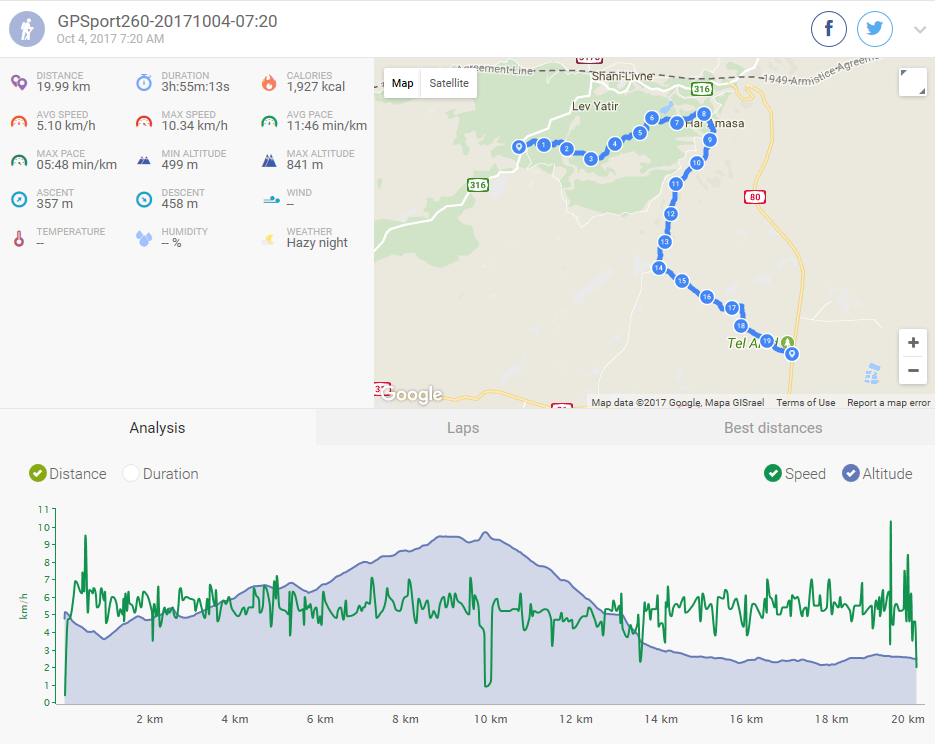 GPSport260-20171004-07:20
Oct 4, 2017 7:20 AM
DISTANCE
19.99 km
DURATION
3h:55m:13s
CALORIES
1,927 kcal
AVG SPEED
5.10 km/h
MAX SPEED
10.34 km/h
AVG PACE
11:46 min/km
MAX PACE
05:48 min/km
MIN ALTITUDE
499 m
MAX ALTITUDE
841 m
ASCENT
357 m
DESCENT
458 m
WIND
--
TEMPERATURE
--
HUMIDITY
-- %
WEATHER
Hazy night
Map Satellite
Agreement-Line
Shani-Livne
1949-Armistice-Agreem
316
Lev Yatir
Har Amasa
316
80
1 2 3 4 5 6 7 8 9 10 11 12 13 14 15 16 17 18 19
Tel Arad
+
−
Google
Map data ©2017 Google, Mapa GISrael Terms of Use Report a map error
Analysis Laps Best distances
Distance Duration Speed Altitude
km/h
11
10
9
8
7
6
5
4
3
2
1
0
2 km 4 km 6 km 8 km 10 km 12 km 14 km 16 km 18 km 20 km